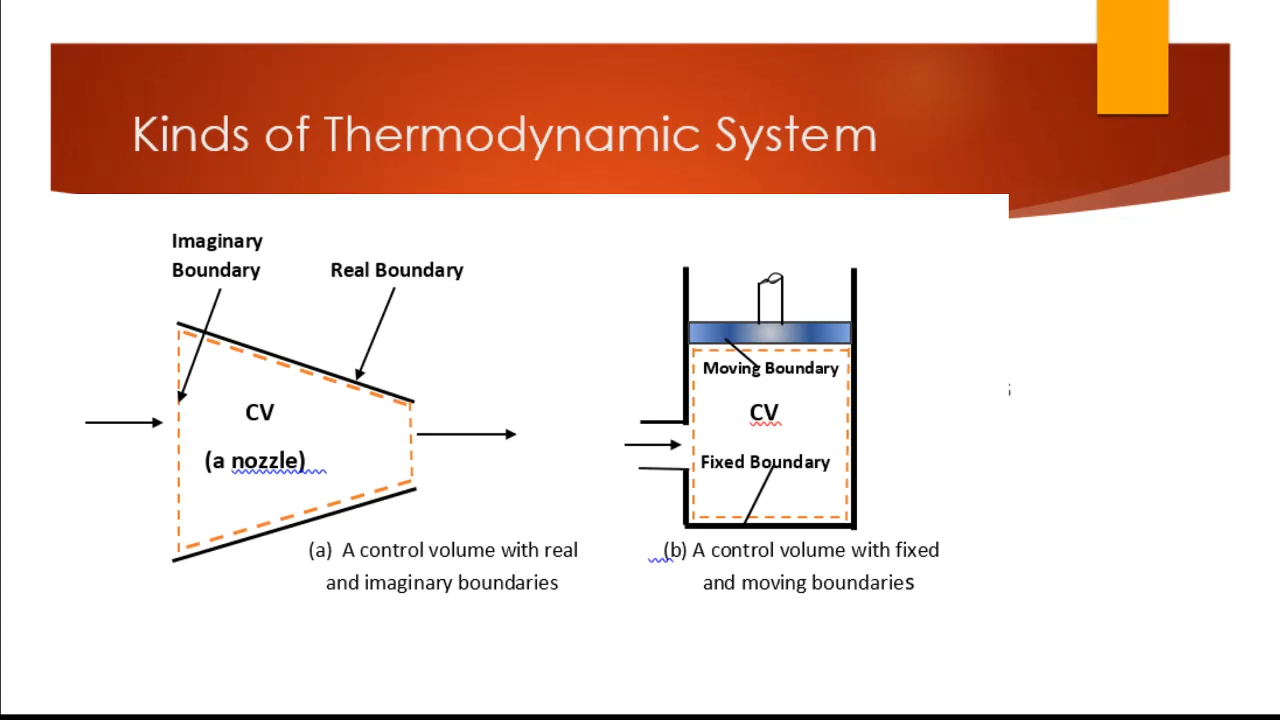 Kinds of Thermodynamic System
Imaginary
Boundary
Real Boundary
CV
(a nozzle)
(a) A control volume with real
and imaginary boundaries
Moving Boundary
CV
Fixed Boundary
(b) A control volume with fixed
and moving boundaries